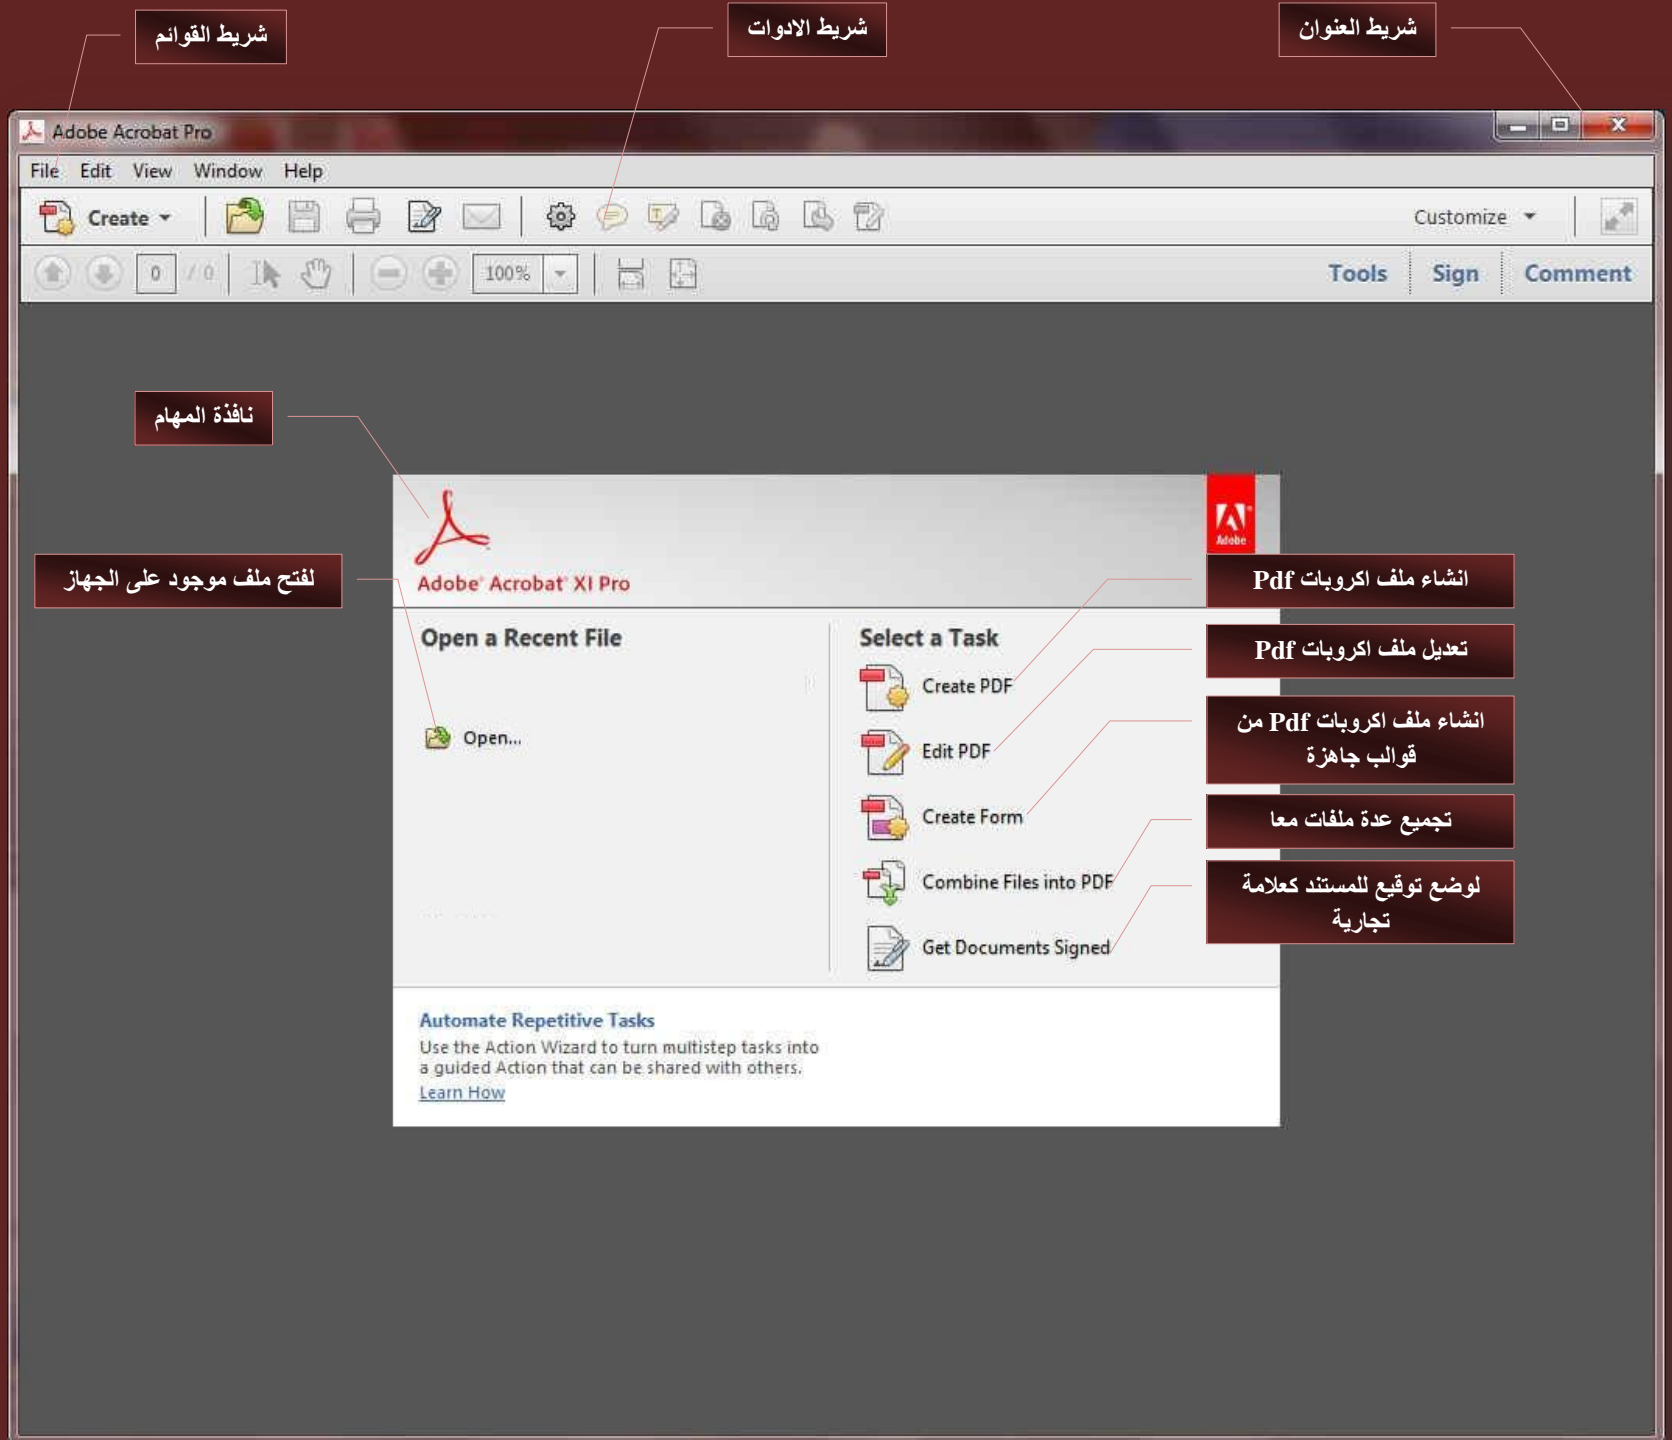 شريط القوائم
شريط الادوات
شريط العنوان
Adobe Acrobat Pro
File Edit View Window Help
Create
Customize
0 / 0
100%
Tools Sign Comment
نافذة المهام
Adobe
لفتح ملف موجود على الجهاز
Adobe® Acrobat® XI Pro
انشاء ملف اكروبات Pdf
Open a Recent File
Select a Task
تعديل ملف اكروبات Pdf
Create PDF
انشاء ملف اكروبات Pdf من
قوالب جاهزة
Open...
Edit PDF
Create Form
تجميع عدة ملفات معا
Combine Files into PDF
لوضع توقيع للمستند كعلامة
تجارية
Get Documents Signed
Automate Repetitive Tasks
Use the Action Wizard to turn multistep tasks into
a guided Action that can be shared with others.
Learn How